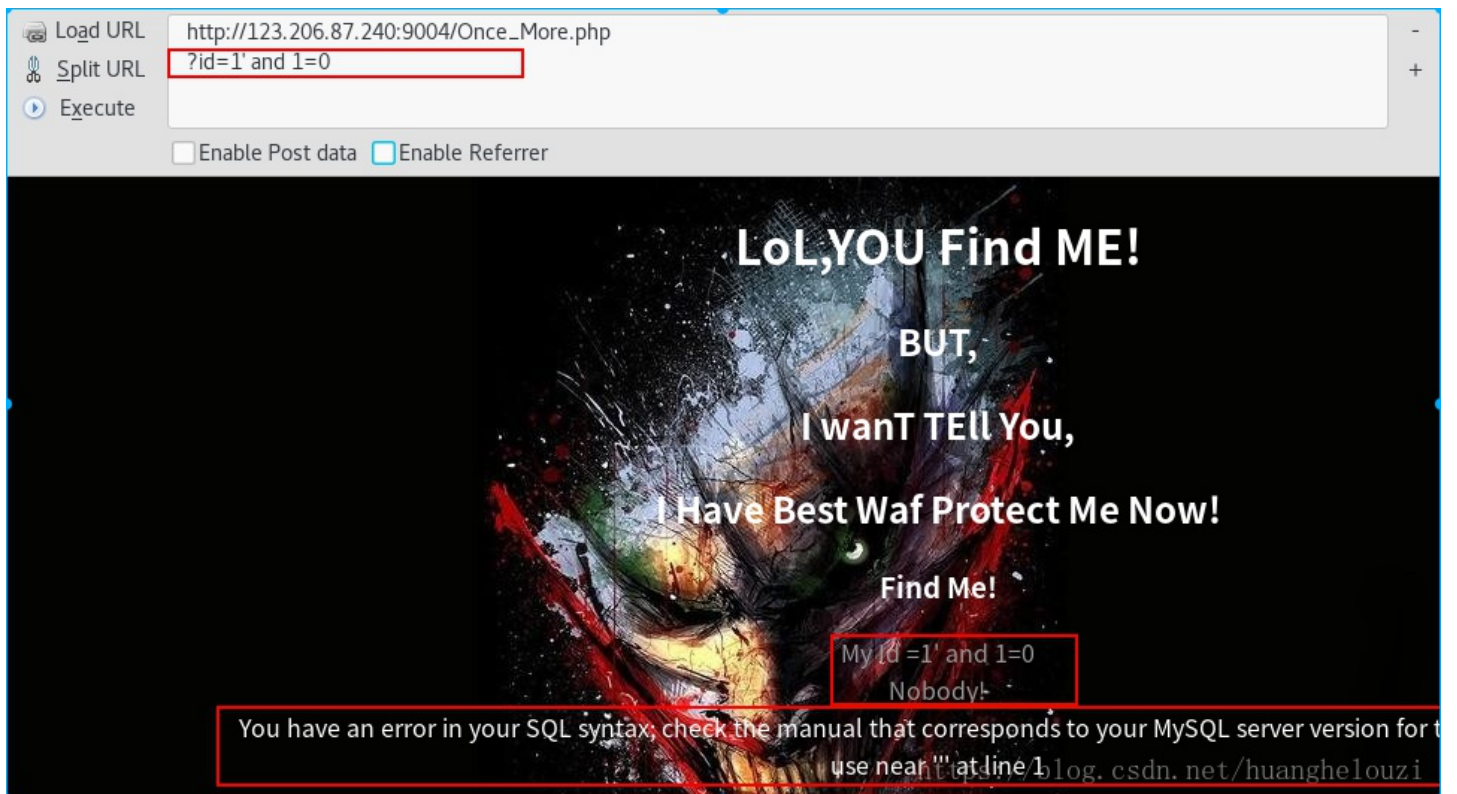 Load URL
http://123.206.87.240:9004/Once_More.php
-
Split URL
?id=1' and 1=0
+
Execute
Enable Post data
Enable Referrer
LoL,YOU Find ME!
BUT,
I wanT TEll You,
I Have Best Waf Protect Me Now!
Find Me!
My Id =1' and 1=0
Nobody!
You have an error in your SQL syntax; check the manual that corresponds to your MySQL server version for t
use near ''' at line 1
https://blog.csdn.net/huanghelouzi